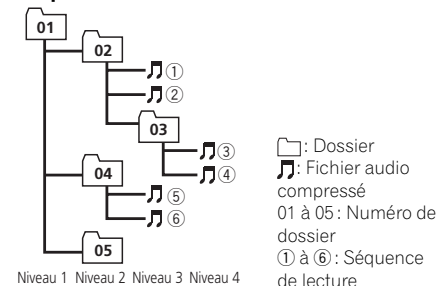 01
02
①
②
03
③
④
04
⑤
⑥
05
Niveau 1 Niveau 2 Niveau 3 Niveau 4
: Dossier
: Fichier audio
compressé
01 à 05 : Numéro de
dossier
① à ⑥ : Séquence
de lecture